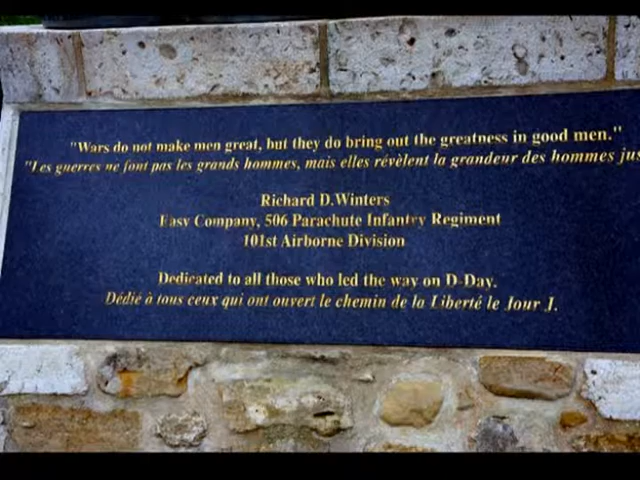 "Wars do not make men great, but they do bring out the greatness in good men."
"Les guerres ne font pas les grands hommes, mais elles révèlent la grandeur des hommes jus
Richard D.Winters
Easy Company, 506 Parachute Infantry Regiment
101st Airborne Division
Dedicated to all those who led the way on D-Day.
Dédié à tous ceux qui ont ouvert le chemin de la Liberté le Jour J.